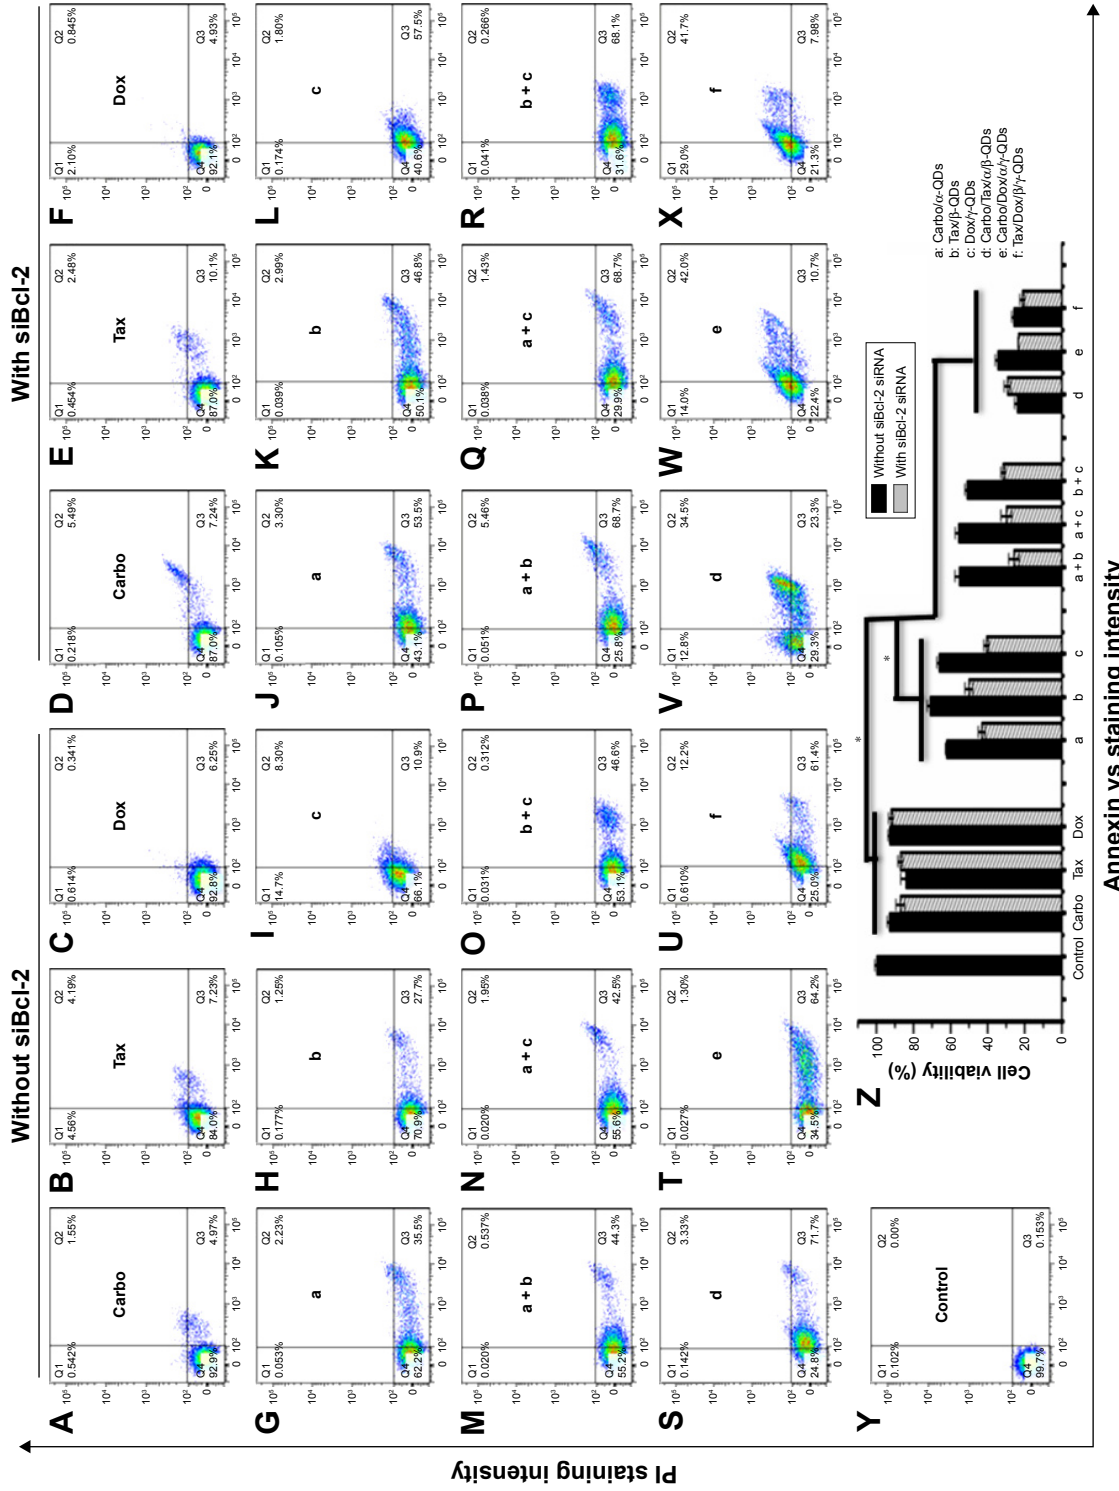 Without siBcl-2
With siBcl-2
PI staining intensity
Annexin vs staining intensity
A
Carbo
Q1
0.542%
Q2
1.55%
Q3
4.97%
Q4
92.9%
B
Tax
Q1
4.56%
Q2
4.19%
Q3
7.23%
Q4
84.0%
C
Dox
Q1
0.614%
Q2
0.341%
Q3
6.25%
Q4
92.8%
D
Carbo
Q1
0.218%
Q2
5.49%
Q3
7.24%
Q4
87.0%
E
Tax
Q1
0.454%
Q2
2.48%
Q3
10.1%
Q4
87.0%
F
Dox
Q1
2.10%
Q2
0.845%
Q3
4.93%
Q4
92.1%
G
a
Q1
0.053%
Q2
2.23%
Q3
35.5%
Q4
62.2%
H
b
Q1
0.177%
Q2
1.25%
Q3
27.7%
Q4
70.9%
I
c
Q1
14.7%
Q2
8.30%
Q3
10.9%
Q4
66.1%
J
a
Q1
0.105%
Q2
3.30%
Q3
53.5%
Q4
43.1%
K
b
Q1
0.039%
Q2
2.99%
Q3
46.8%
Q4
50.1%
L
c
Q1
0.174%
Q2
1.80%
Q3
57.5%
Q4
40.6%
M
a + b
Q1
0.020%
Q2
0.537%
Q3
44.3%
Q4
55.2%
N
a + c
Q1
0.020%
Q2
1.95%
Q3
42.5%
Q4
55.6%
O
b + c
Q1
0.031%
Q2
0.312%
Q3
46.6%
Q4
53.1%
P
a + b
Q1
0.051%
Q2
5.46%
Q3
68.7%
Q4
25.8%
Q
a + c
Q1
0.038%
Q2
1.43%
Q3
68.7%
Q4
29.9%
R
b + c
Q1
0.041%
Q2
0.266%
Q3
68.1%
Q4
31.6%
S
d
Q1
0.142%
Q2
3.33%
Q3
71.7%
Q4
24.8%
T
e
Q1
0.027%
Q2
1.30%
Q3
64.2%
Q4
34.5%
U
f
Q1
0.610%
Q2
12.2%
Q3
61.4%
Q4
25.0%
V
d
Q1
12.8%
Q2
34.5%
Q3
23.3%
Q4
29.3%
W
e
Q1
14.0%
Q2
42.0%
Q3
10.7%
Q4
22.4%
X
f
Q1
29.0%
Q2
41.7%
Q3
7.98%
Q4
21.3%
Y
Control
Q1
0.102%
Q2
0.00%
Q3
0.153%
Q4
99.7%
Z
Cell viability (%)
100
80
60
40
20
0
Control Carbo Tax Dox a b c a + b a + c b + c d e f
*
*
Without siBcl-2 siRNA
With siBcl-2 siRNA
a: Carbo/α-QDs
b: Tax/β-QDs
c: Dox/γ-QDs
d: Carbo/Tax/α/β-QDs
e: Carbo/Dox/α/γ-QDs
f: Tax/Dox/β/γ-QDs